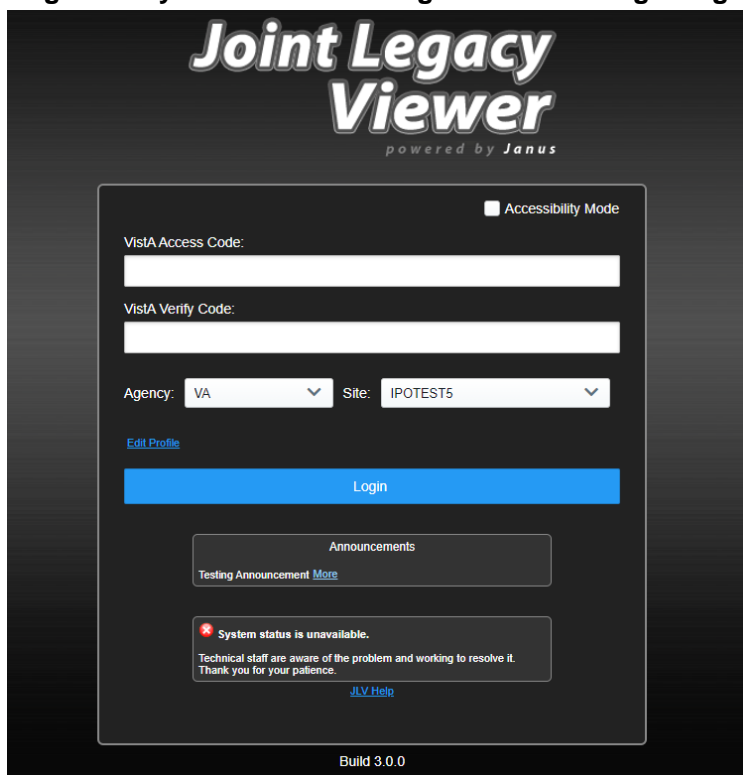 Joint Legacy
Viewer
powered by Janus
Accessibility Mode
VistA Access Code:
VistA Verify Code:
Agency: VA Site: IPOTEST5
Edit Profile
Login
Announcements
Testing Announcement More
System status is unavailable.
Technical staff are aware of the problem and working to resolve it.
Thank you for your patience.
JLV Help
Build 3.0.0